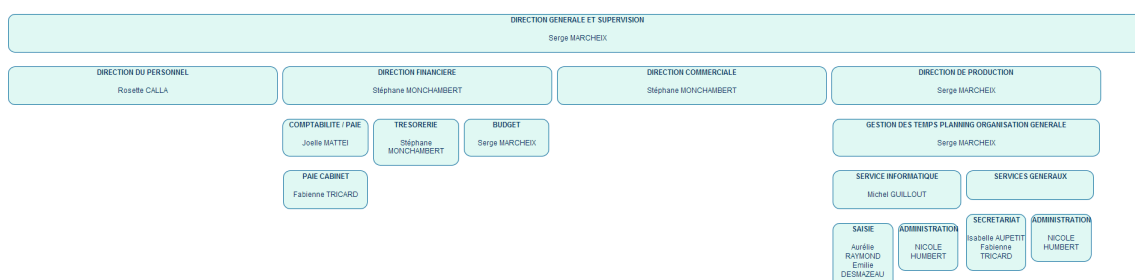 DIRECTION GENERALE ET SUPERVISION
Serge MARCHEIX
DIRECTION DU PERSONNEL
Rosette CALLA
DIRECTION FINANCIERE
Stéphane MONCHAMBERT
DIRECTION COMMERCIALE
Stéphane MONCHAMBERT
DIRECTION DE PRODUCTION
Serge MARCHEIX
COMPTABILITE / PAIE
Joelle MATTEI
TRESORERIE
Stéphane
MONCHAMBERT
BUDGET
Serge MARCHEIX
GESTION DES TEMPS PLANNING ORGANISATION GENERALE
Serge MARCHEIX
PAIE CABINET
Fabienne TRICARD
SERVICE INFORMATIQUE
Michel GUILLOUT
SERVICES GENERAUX
SAISIE
Aurélie
RAYMOND
Emilie
DESMAZEAU
ADMINISTRATION
NICOLE
HUMBERT
SECRETARIAT
Isabelle AUPETIT
Fabienne
TRICARD
ADMINISTRATION
NICOLE
HUMBERT